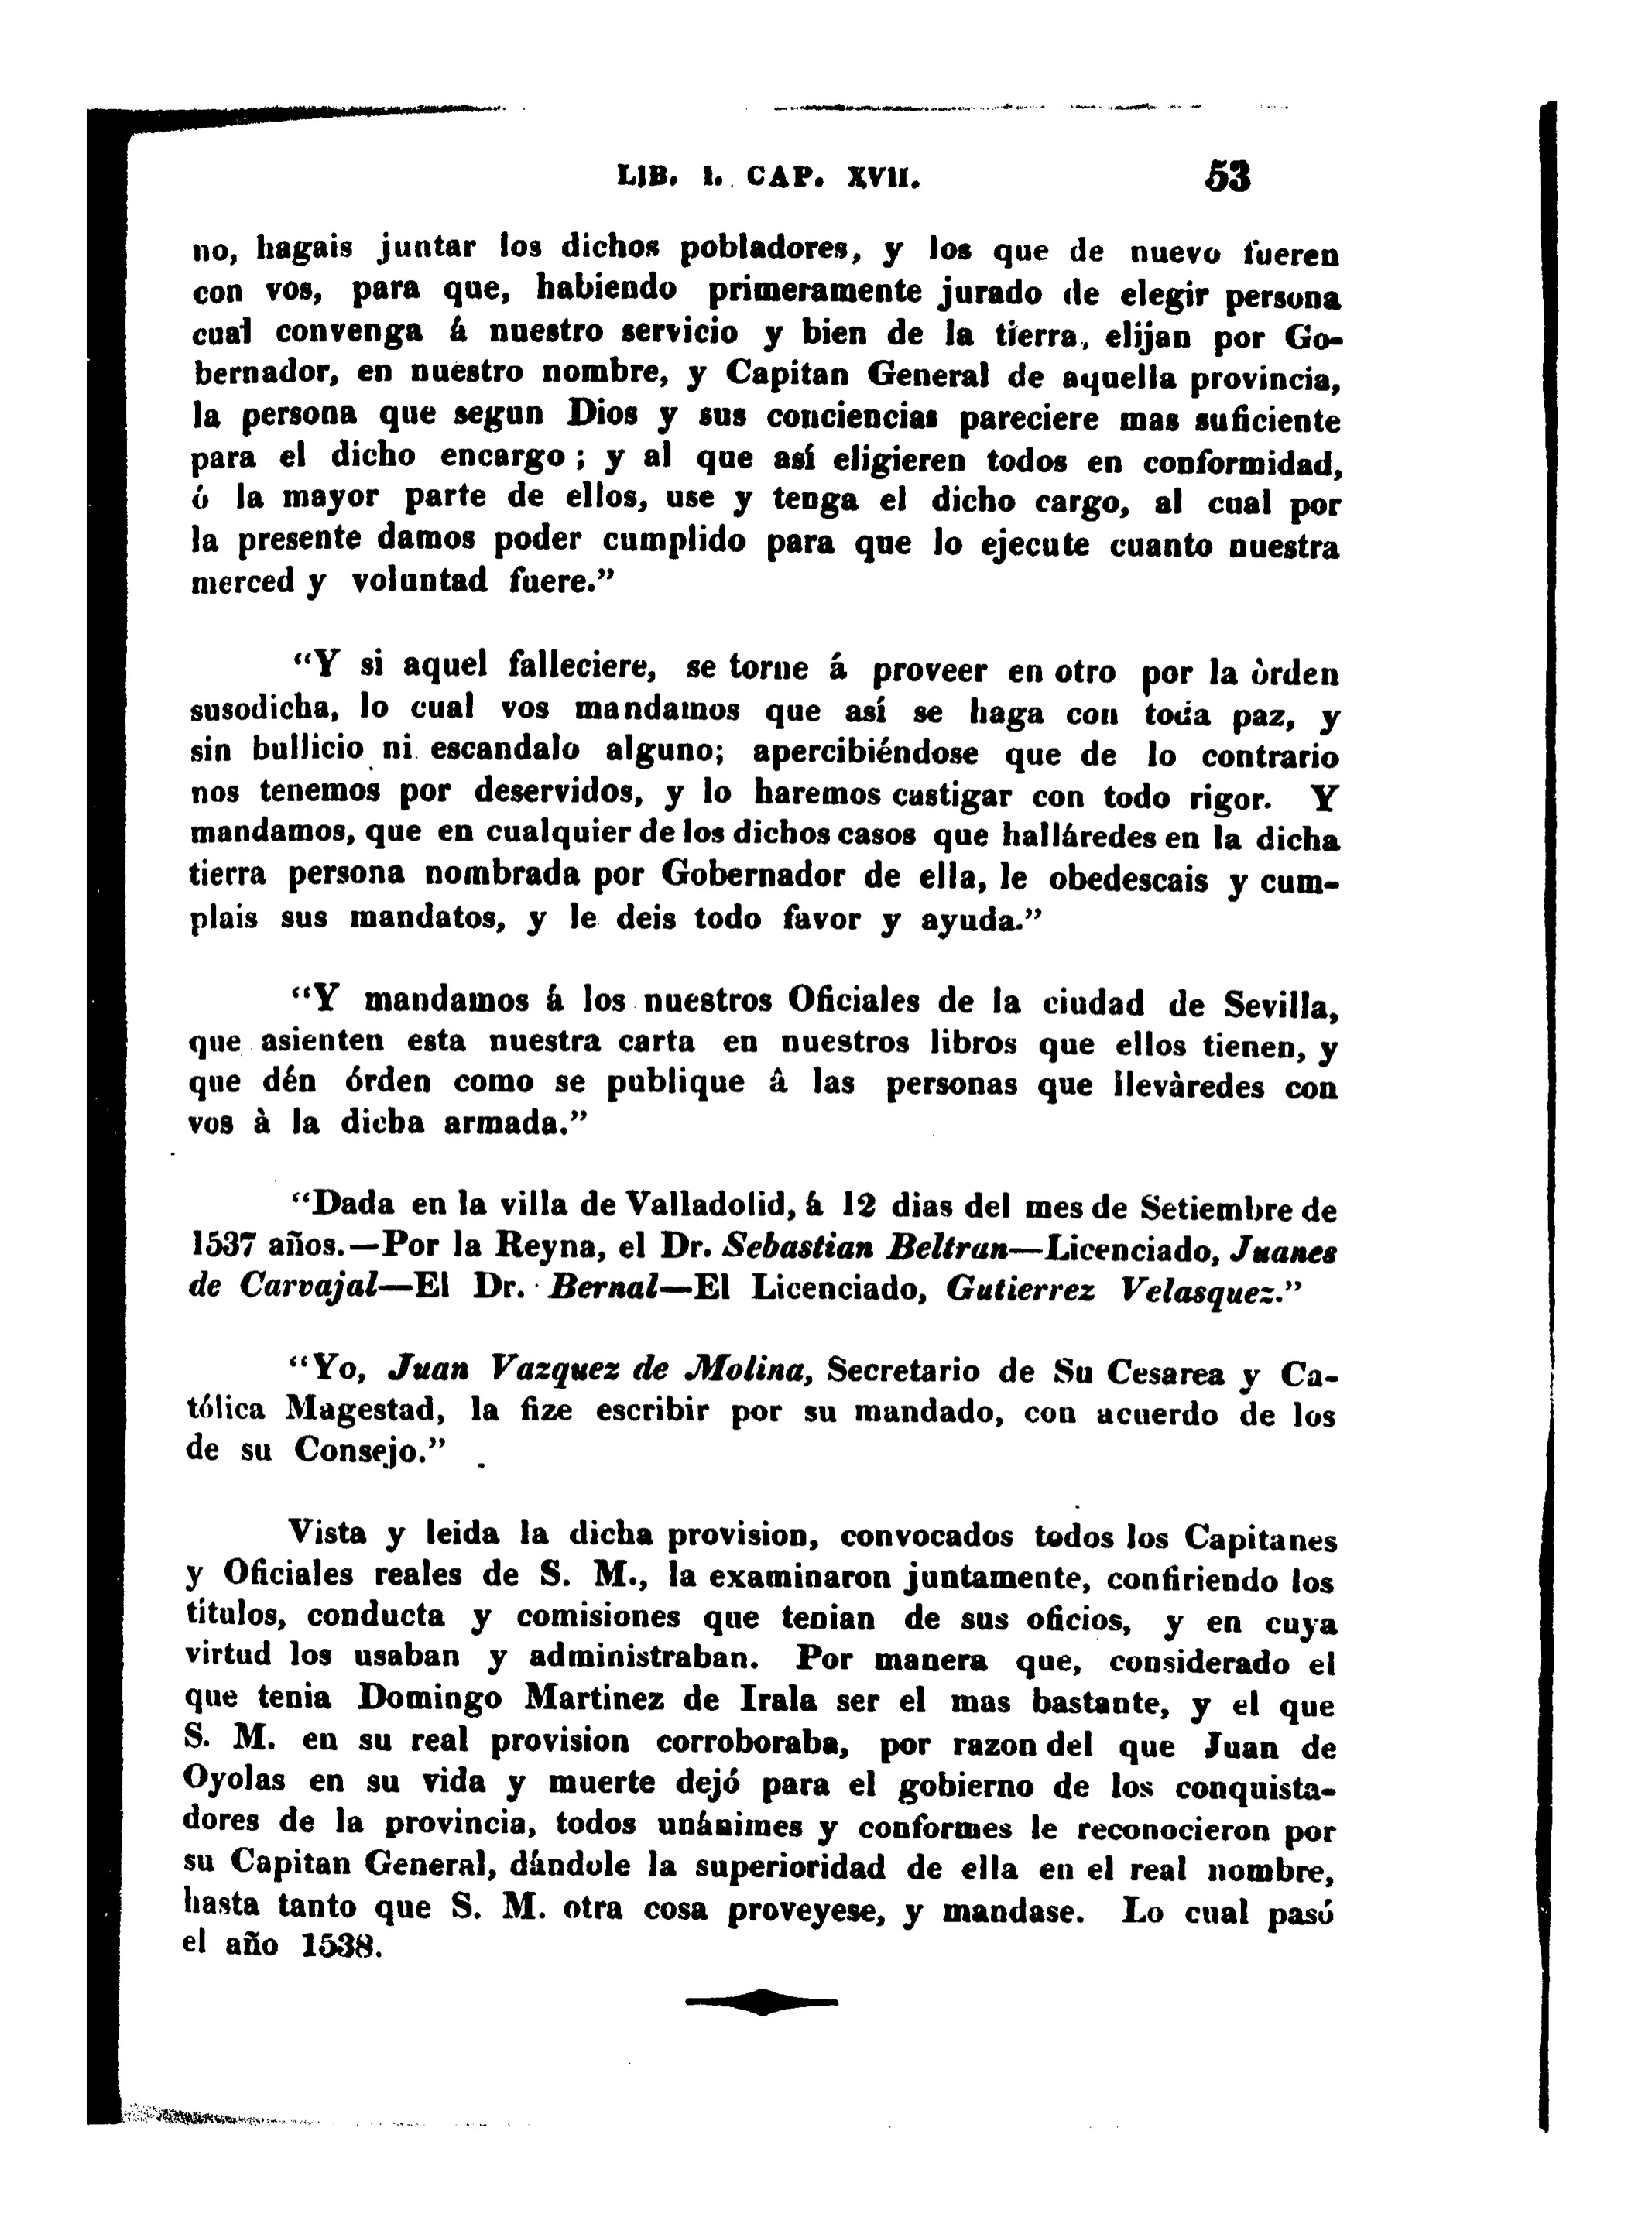 LIB. I. CAP. XVII. 53
no, hagais juntar los dichos pobladores, y los que de nuevo fueren
con vos, para que, habiendo primeramente jurado de elegir persona
cual convenga á nuestro servicio y bien de la tierra, elijan por Go-
bernador, en nuestro nombre, y Capitan General de aquella provincia,
la persona que segun Dios y sus conciencias pareciere mas suficiente
para el dicho encargo; y al que así eligieren todos en conformidad,
ó la mayor parte de ellos, use y tenga el dicho cargo, al cual por
la presente damos poder cumplido para que lo ejecute cuanto nuestra
merced y voluntad fuere.”
“Y si aquel falleciere, se torne á proveer en otro por la òrden
susodicha, lo cual vos mandamos que así se haga con toda paz, y
sin bullicio ni escandalo alguno; apercibiéndose que de lo contrario
nos tenemos por deservidos, y lo haremos castigar con todo rigor. Y
mandamos, que en cualquier de los dichos casos que halláredes en la dicha
tierra persona nombrada por Gobernador de ella, le obedescais y cum-
plais sus mandatos, y le deis todo favor y ayuda.”
“Y mandamos á los nuestros Oficiales de la ciudad de Sevilla,
que asienten esta nuestra carta en nuestros libros que ellos tienen, y
que dén órden como se publique â las personas que llevàredes con
vos à la dicha armada.”
“Dada en la villa de Valladolid, á 12 dias del mes de Setiembre de
1537 años.—Por la Reyna, el Dr. Sebastian Beltran—Licenciado, Juanes
de Carvajal—El Dr. Bernal—El Licenciado, Gutierrez Velasquez.”
“Yo, Juan Vazquez de Molina, Secretario de Su Cesarea y Ca-
tólica Magestad, la fize escribir por su mandado, con acuerdo de los
de su Consejo.”
Vista y leida la dicha provision, convocados todos los Capitanes
y Oficiales reales de S. M., la examinaron juntamente, confiriendo los
títulos, conducta y comisiones que tenian de sus oficios, y en cuya
virtud los usaban y administraban. Por manera que, considerado el
que tenia Domingo Martinez de Irala ser el mas bastante, y el que
S. M. en su real provision corroboraba, por razon del que Juan de
Oyolas en su vida y muerte dejó para el gobierno de los conquista-
dores de la provincia, todos unánimes y conformes le reconocieron por
su Capitan General, dándole la superioridad de ella en el real nombre,
hasta tanto que S. M. otra cosa proveyese, y mandase. Lo cual pasó
el año 1538.